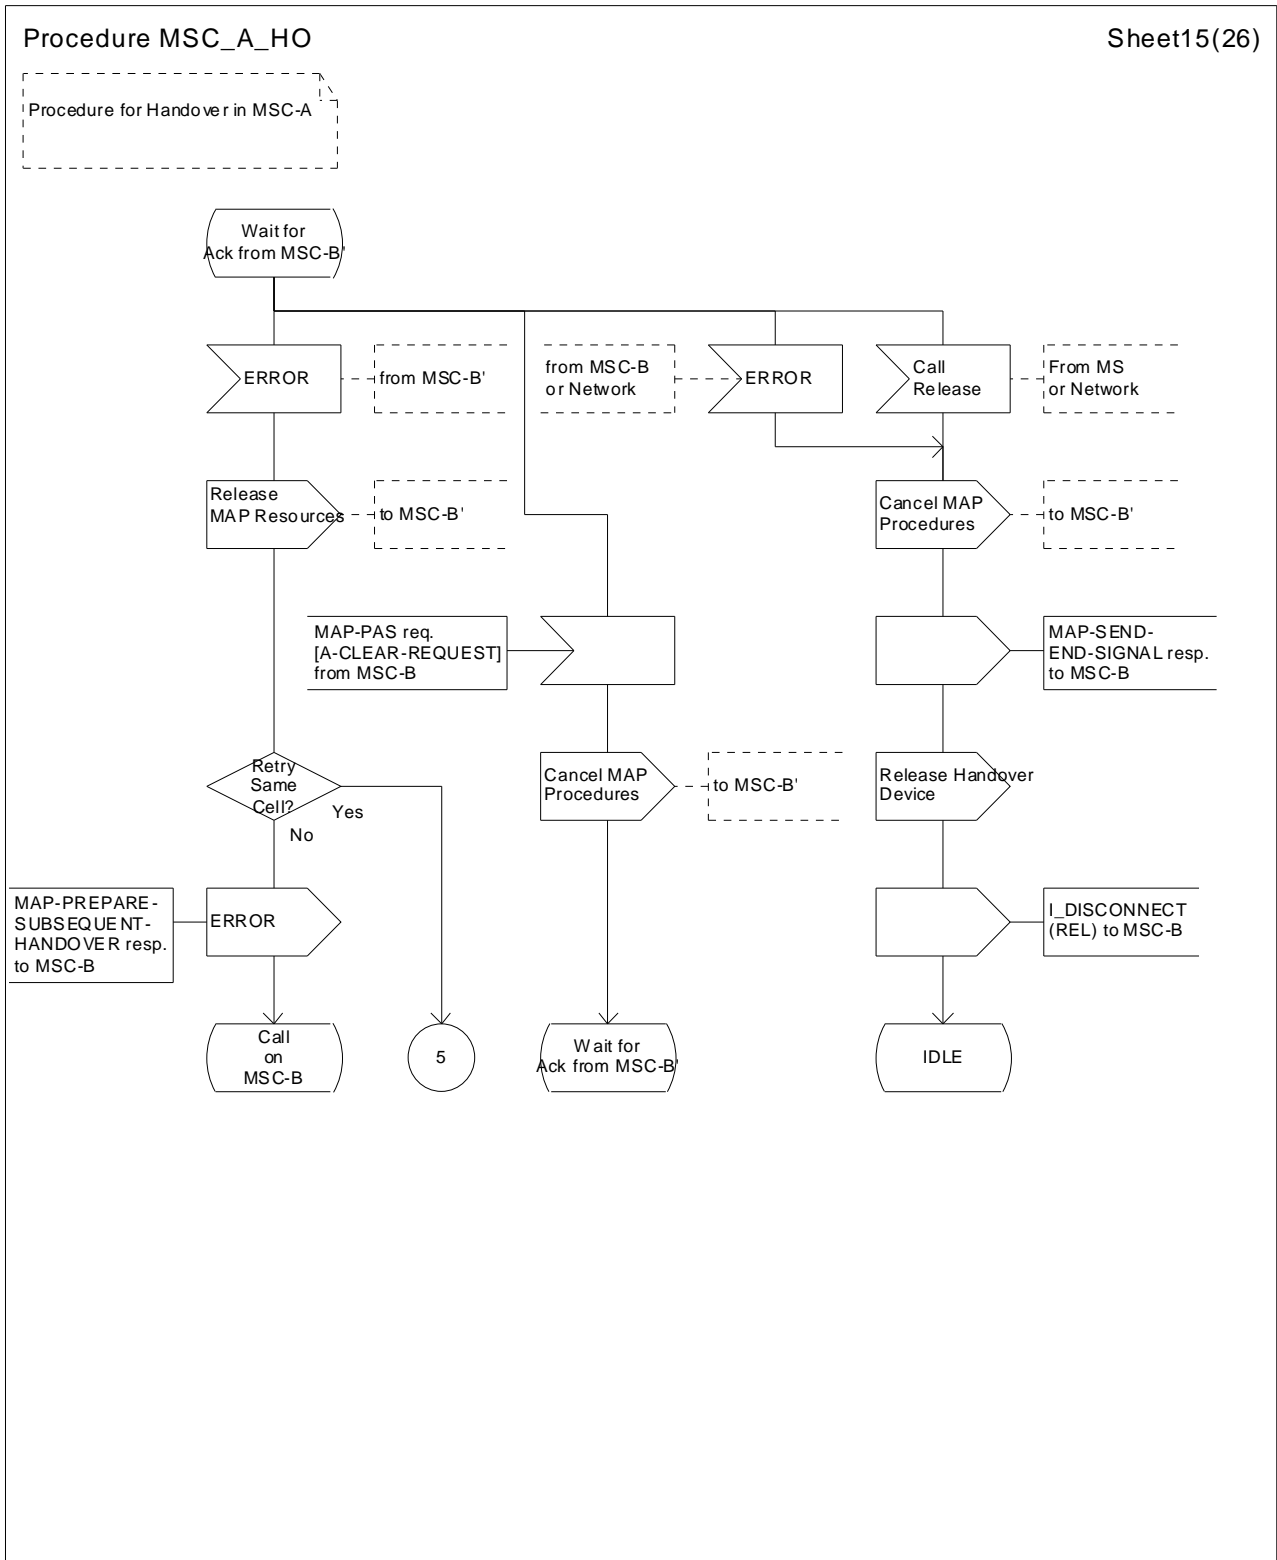 Procedure MSC_A_HO
Sheet15(26)
Procedure for Handover in MSC-A
Wait for
Ack from MSC-B'
ERROR
from MSC-B'
from MSC-B
or Network
ERROR
Call
Release
From MS
or Network
Release
MAP Resources
to MSC-B'
Cancel MAP
Procedures
to MSC-B'
MAP-PAS req.
[A-CLEAR-REQUEST]
from MSC-B
MAP-SEND-
END-SIGNAL resp.
to MSC-B
Retry
Same
Cell?
Yes
No
Cancel MAP
Procedures
to MSC-B'
Release Handover
Device
MAP-PREPARE-
SUBSEQUENT-
HANDOVER resp.
to MSC-B
ERROR
I_DISCONNECT
(REL) to MSC-B
Call
on
MSC-B
5
Wait for
Ack from MSC-B'
IDLE